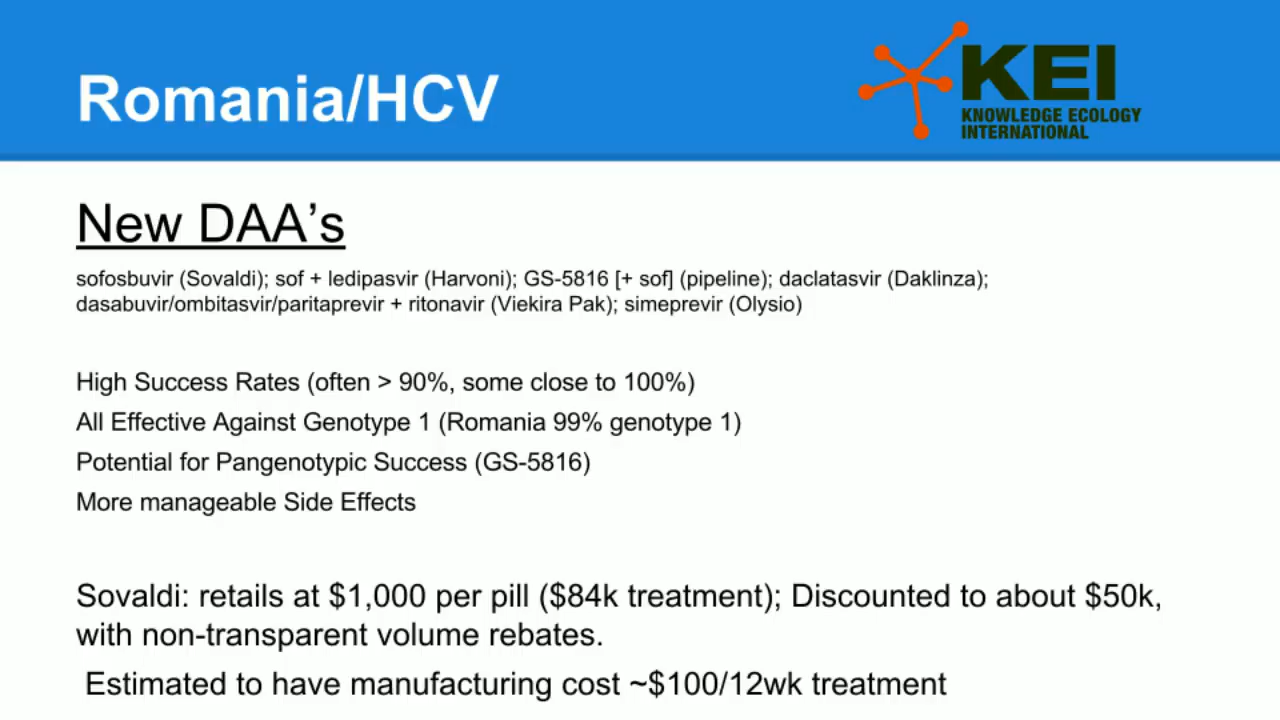 Romania/HCV
KEI
KNOWLEDGE ECOLOGY
INTERNATIONAL
New DAA’s
sofosbuvir (Sovaldi); sof + ledipasvir (Harvoni); GS-5816 [+ sof] (pipeline); daclatasvir (Daklinza);
dasabuvir/ombitasvir/paritaprevir + ritonavir (Viekira Pak); simeprevir (Olysio)
High Success Rates (often > 90%, some close to 100%)
All Effective Against Genotype 1 (Romania 99% genotype 1)
Potential for Pangenotypic Success (GS-5816)
More manageable Side Effects
Sovaldi: retails at $1,000 per pill ($84k treatment); Discounted to about $50k,
with non-transparent volume rebates.
Estimated to have manufacturing cost ~$100/12wk treatment